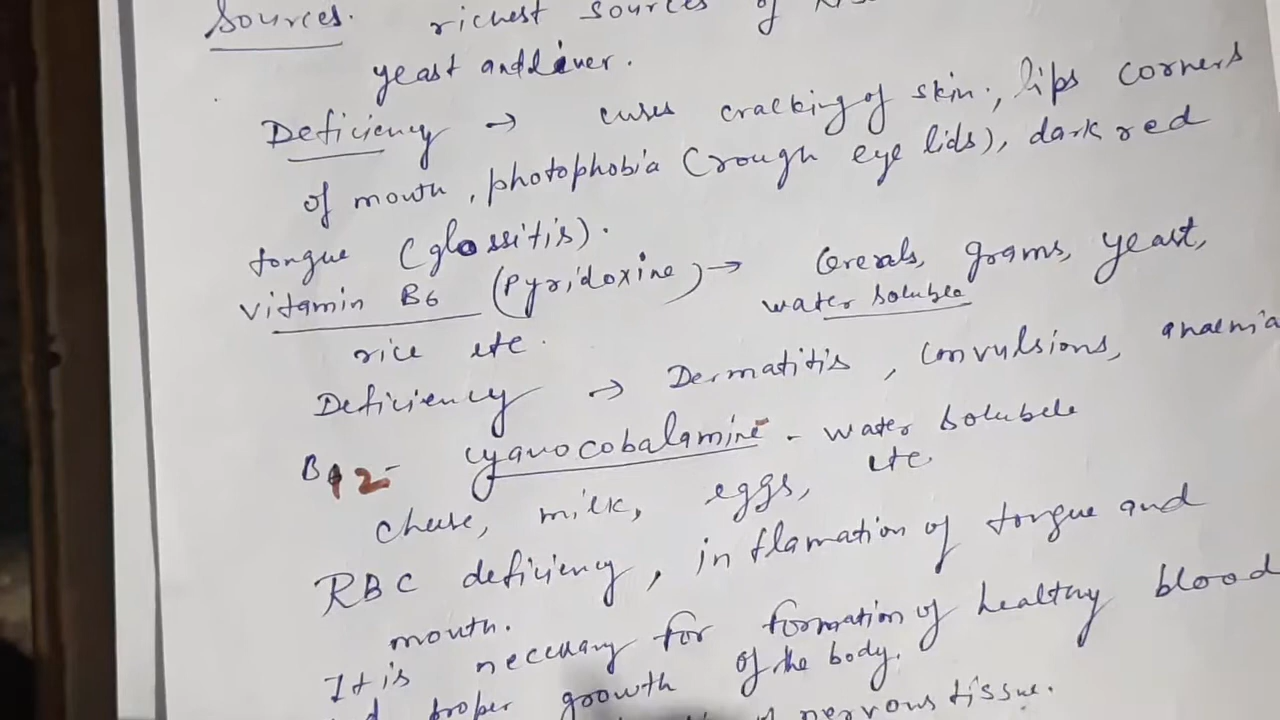 Sources. richest sources of
yeast and liver.
Deficiency → cuses cracking of skin., lips corners
of mouth, photophobia (rough eye lids), dark red
tongue (glossitis).
Vitamin B6 (Pyridoxine) → Cereals, grams, yeast,
water soluble
rice etc.
Deficiency → Dermatitis, convulsions, anaemia
B12- cyanocobalamine - water solubele
cheese, milk, eggs, etc.
RBC deficiency, inflamation of tongue and
mouth.
It is necessary for formation of healthy blood
proper growth of the body.
nervous tissue.